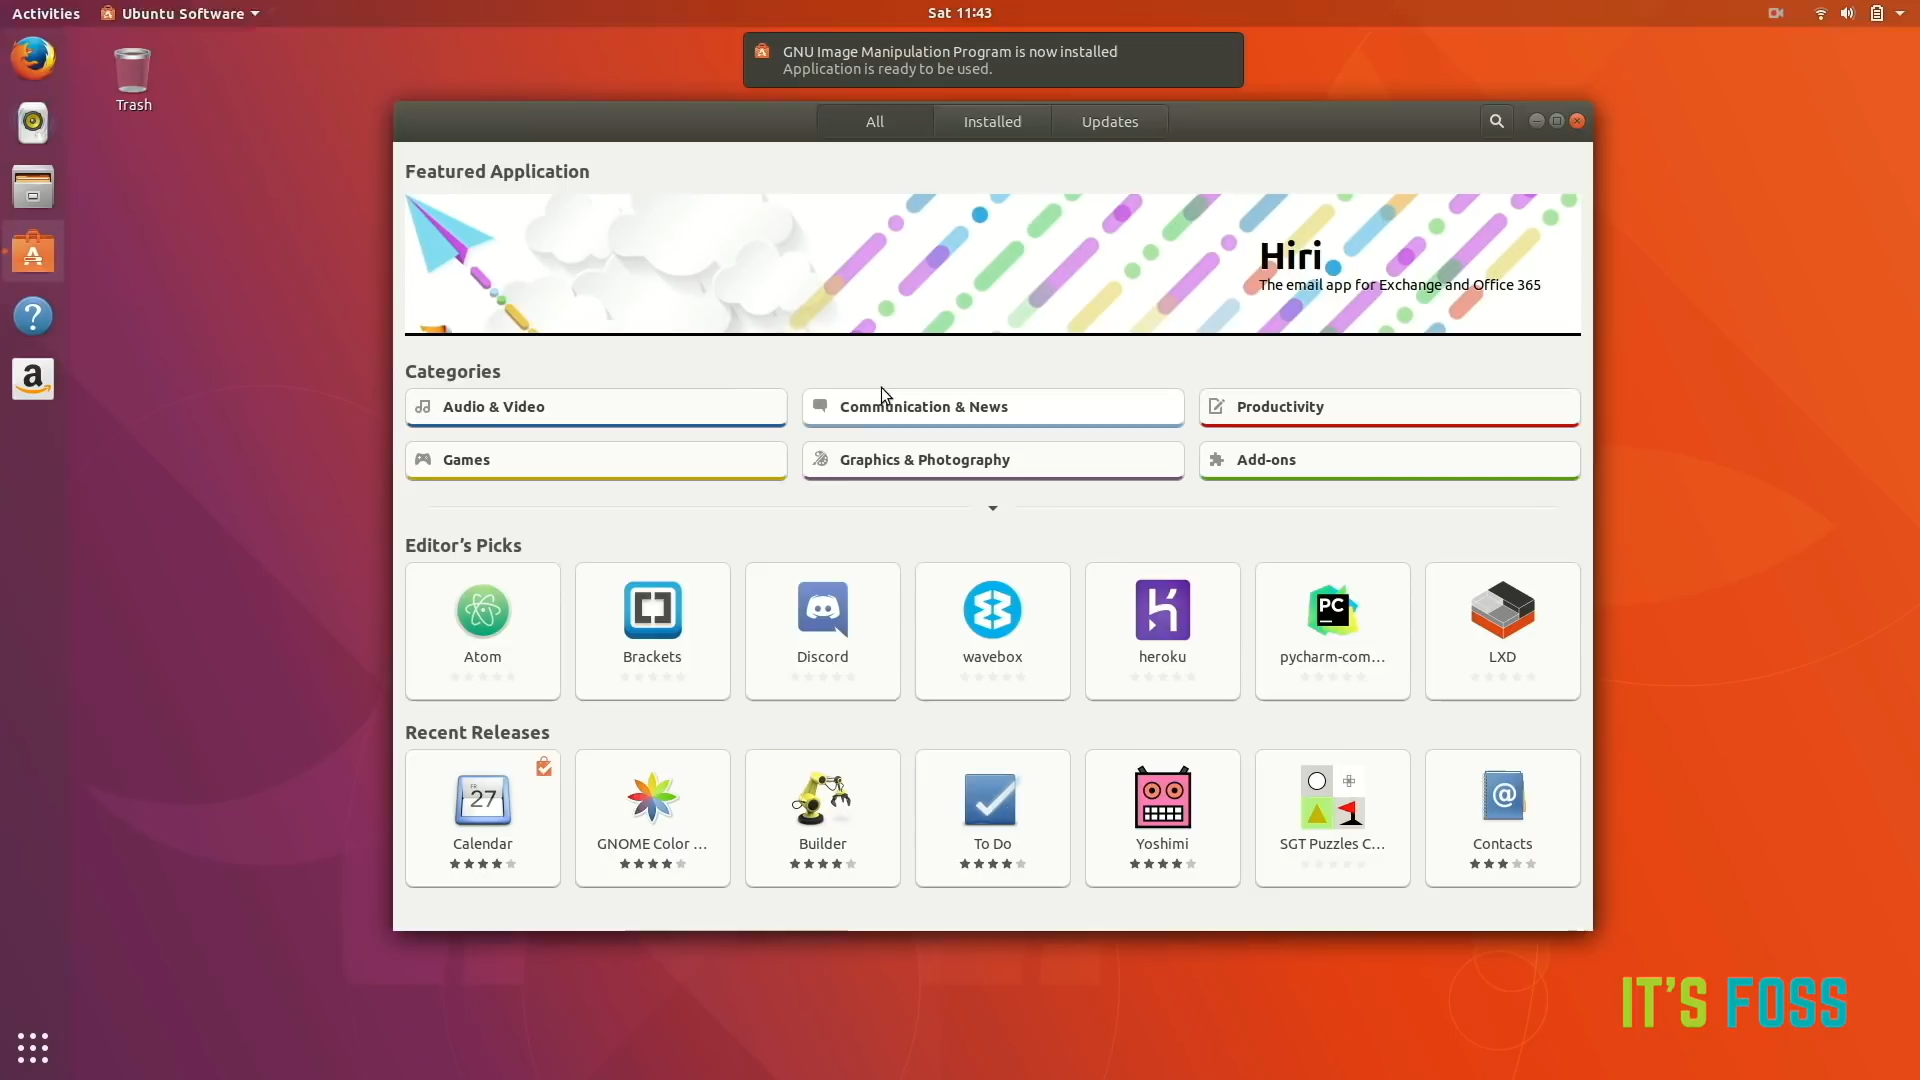 Activities
Ubuntu Software
Sat 11:43
Trash
GNU Image Manipulation Program is now installed
Application is ready to be used.
All
Installed
Updates
Featured Application
Hiri
The email app for Exchange and Office 365
Categories
Audio & Video
Communication & News
Productivity
Games
Graphics & Photography
Add-ons
Editor’s Picks
PC
Atom
Brackets
Discord
wavebox
heroku
pycharm-com...
LXD
Recent Releases
27
@
Calendar
GNOME Color ...
Builder
To Do
Yoshimi
SGT Puzzles C...
Contacts
a
?
IT'S FOSS